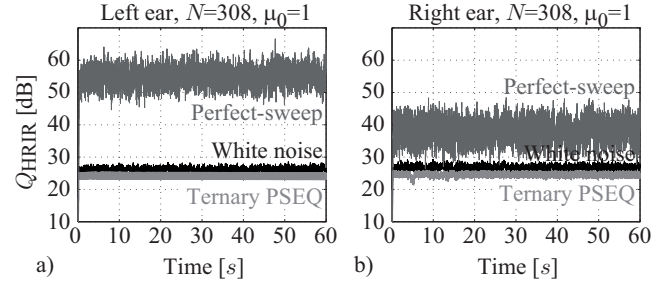 Left ear, N=308, μ0=1
Q_HRIR [dB]
60
50
40
30
20
10
Perfect-sweep
White noise
Ternary PSEQ
0 10 20 30 40 50 60
a)
Time [s]
Right ear, N=308, μ0=1
60
50
40
30
20
10
Perfect-sweep
White noise
Ternary PSEQ
0 10 20 30 40 50 60
b)
Time [s]